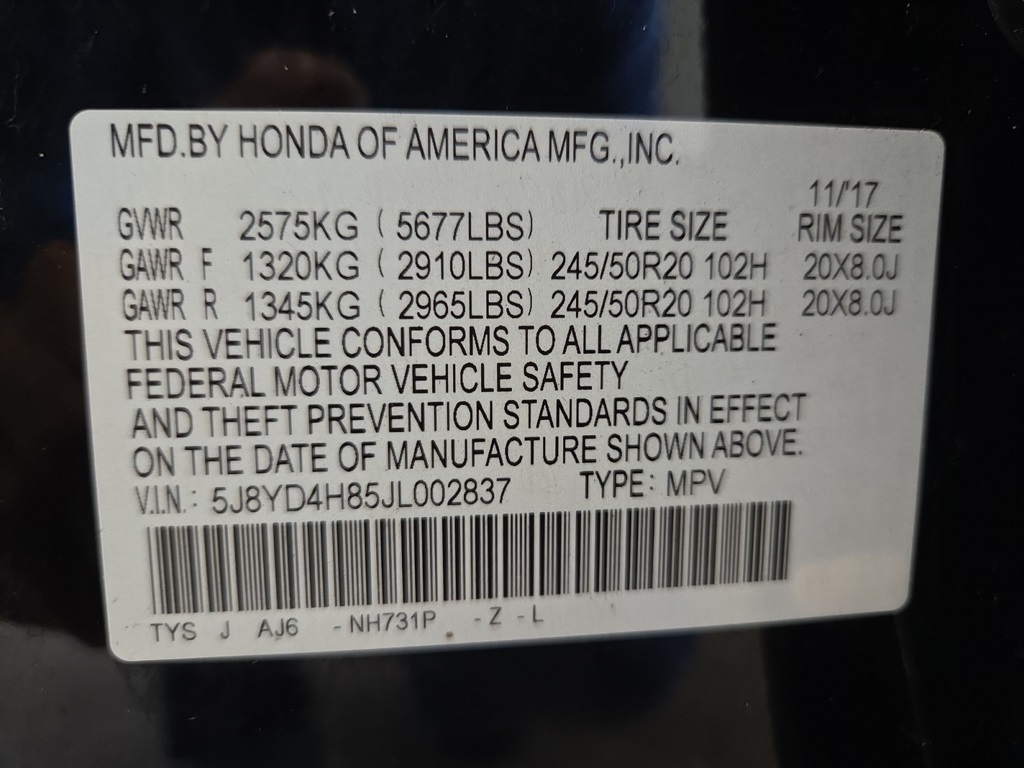 MFD.BY HONDA OF AMERICA MFG.,INC.
11/'17
GVWR 2575KG ( 5677LBS) TIRE SIZE RIM SIZE
GAWR F 1320KG ( 2910LBS) 245/50R20 102H 20X8.0J
GAWR R 1345KG ( 2965LBS) 245/50R20 102H 20X8.0J
THIS VEHICLE CONFORMS TO ALL APPLICABLE
FEDERAL MOTOR VEHICLE SAFETY
AND THEFT PREVENTION STANDARDS IN EFFECT
ON THE DATE OF MANUFACTURE SHOWN ABOVE.
V.I.N.: 5J8YD4H85JL002837 TYPE: MPV
TYS J AJ6 -NH731P -Z -L